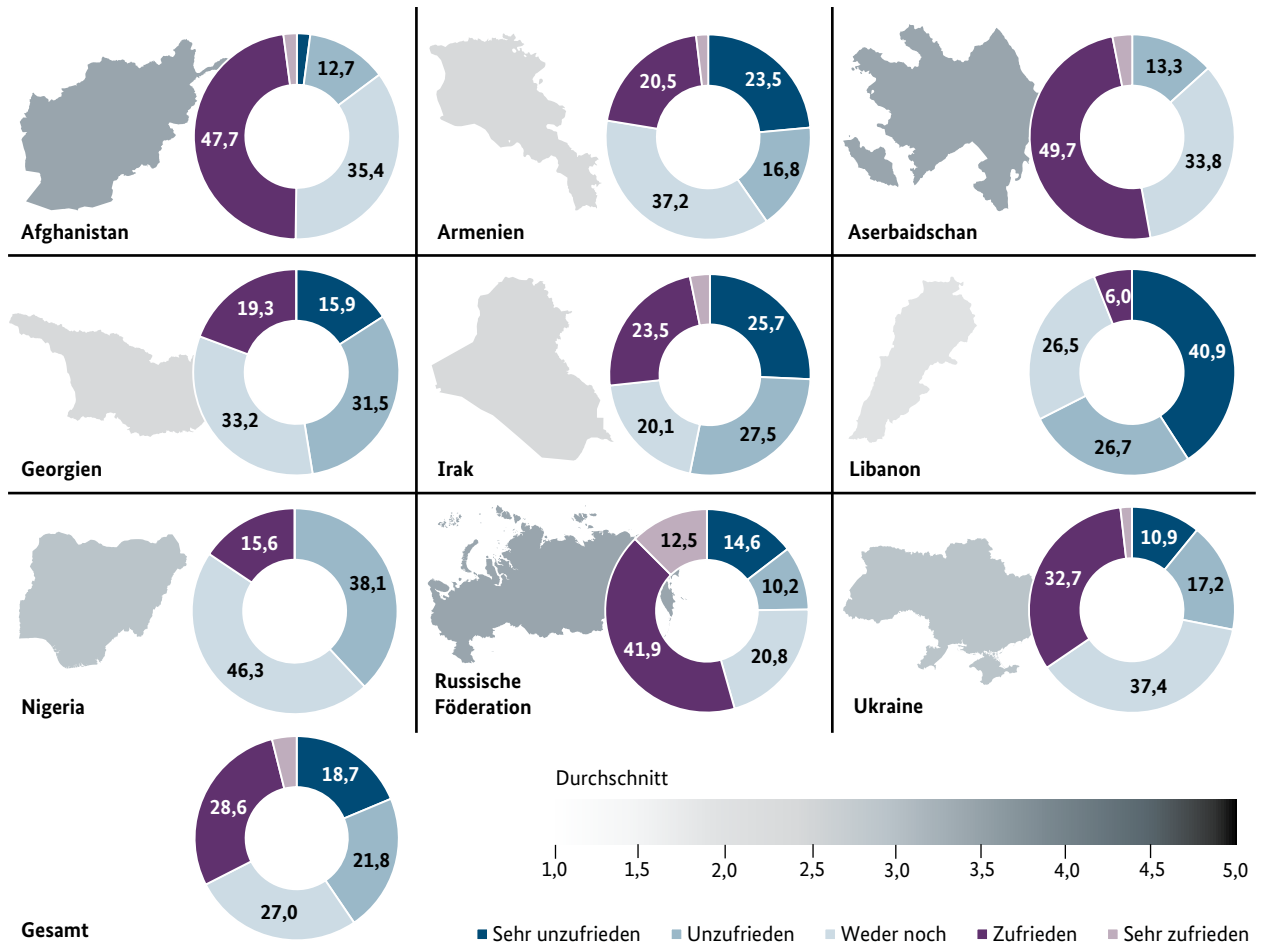 12,7
47,7
35,4
Afghanistan
20,5
23,5
16,8
37,2
Armenien
13,3
49,7
33,8
Aserbaidschan
19,3
15,9
31,5
33,2
Georgien
23,5
25,7
20,1
27,5
Irak
6,0
26,5
40,9
26,7
Libanon
15,6
38,1
46,3
Nigeria
12,5
14,6
10,2
41,9
20,8
Russische
Föderation
10,9
32,7
17,2
37,4
Ukraine
18,7
28,6
21,8
27,0
Gesamt
Durchschnitt
1,0 1,5 2,0 2,5 3,0 3,5 4,0 4,5 5,0
Sehr unzufrieden Unzufrieden Weder noch Zufrieden Sehr zufrieden